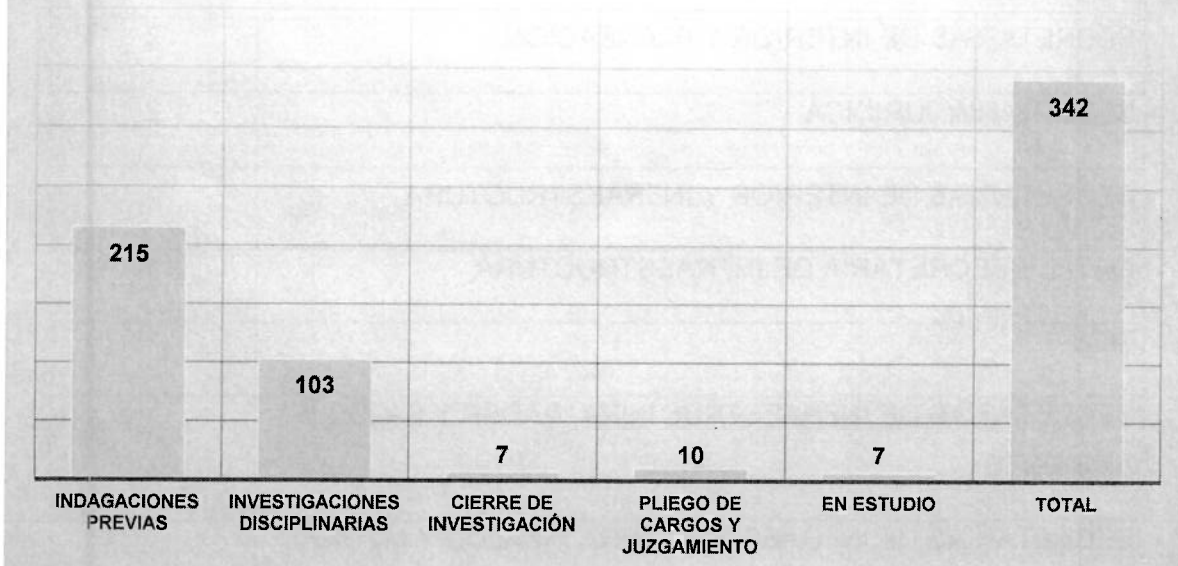 342
215
103
7
10
7
INDAGACIONES
PREVIAS
INVESTIGACIONES
DISCIPLINARIAS
CIERRE DE
INVESTIGACIÓN
PLIEGO DE
CARGOS Y
JUZGAMIENTO
EN ESTUDIO
TOTAL